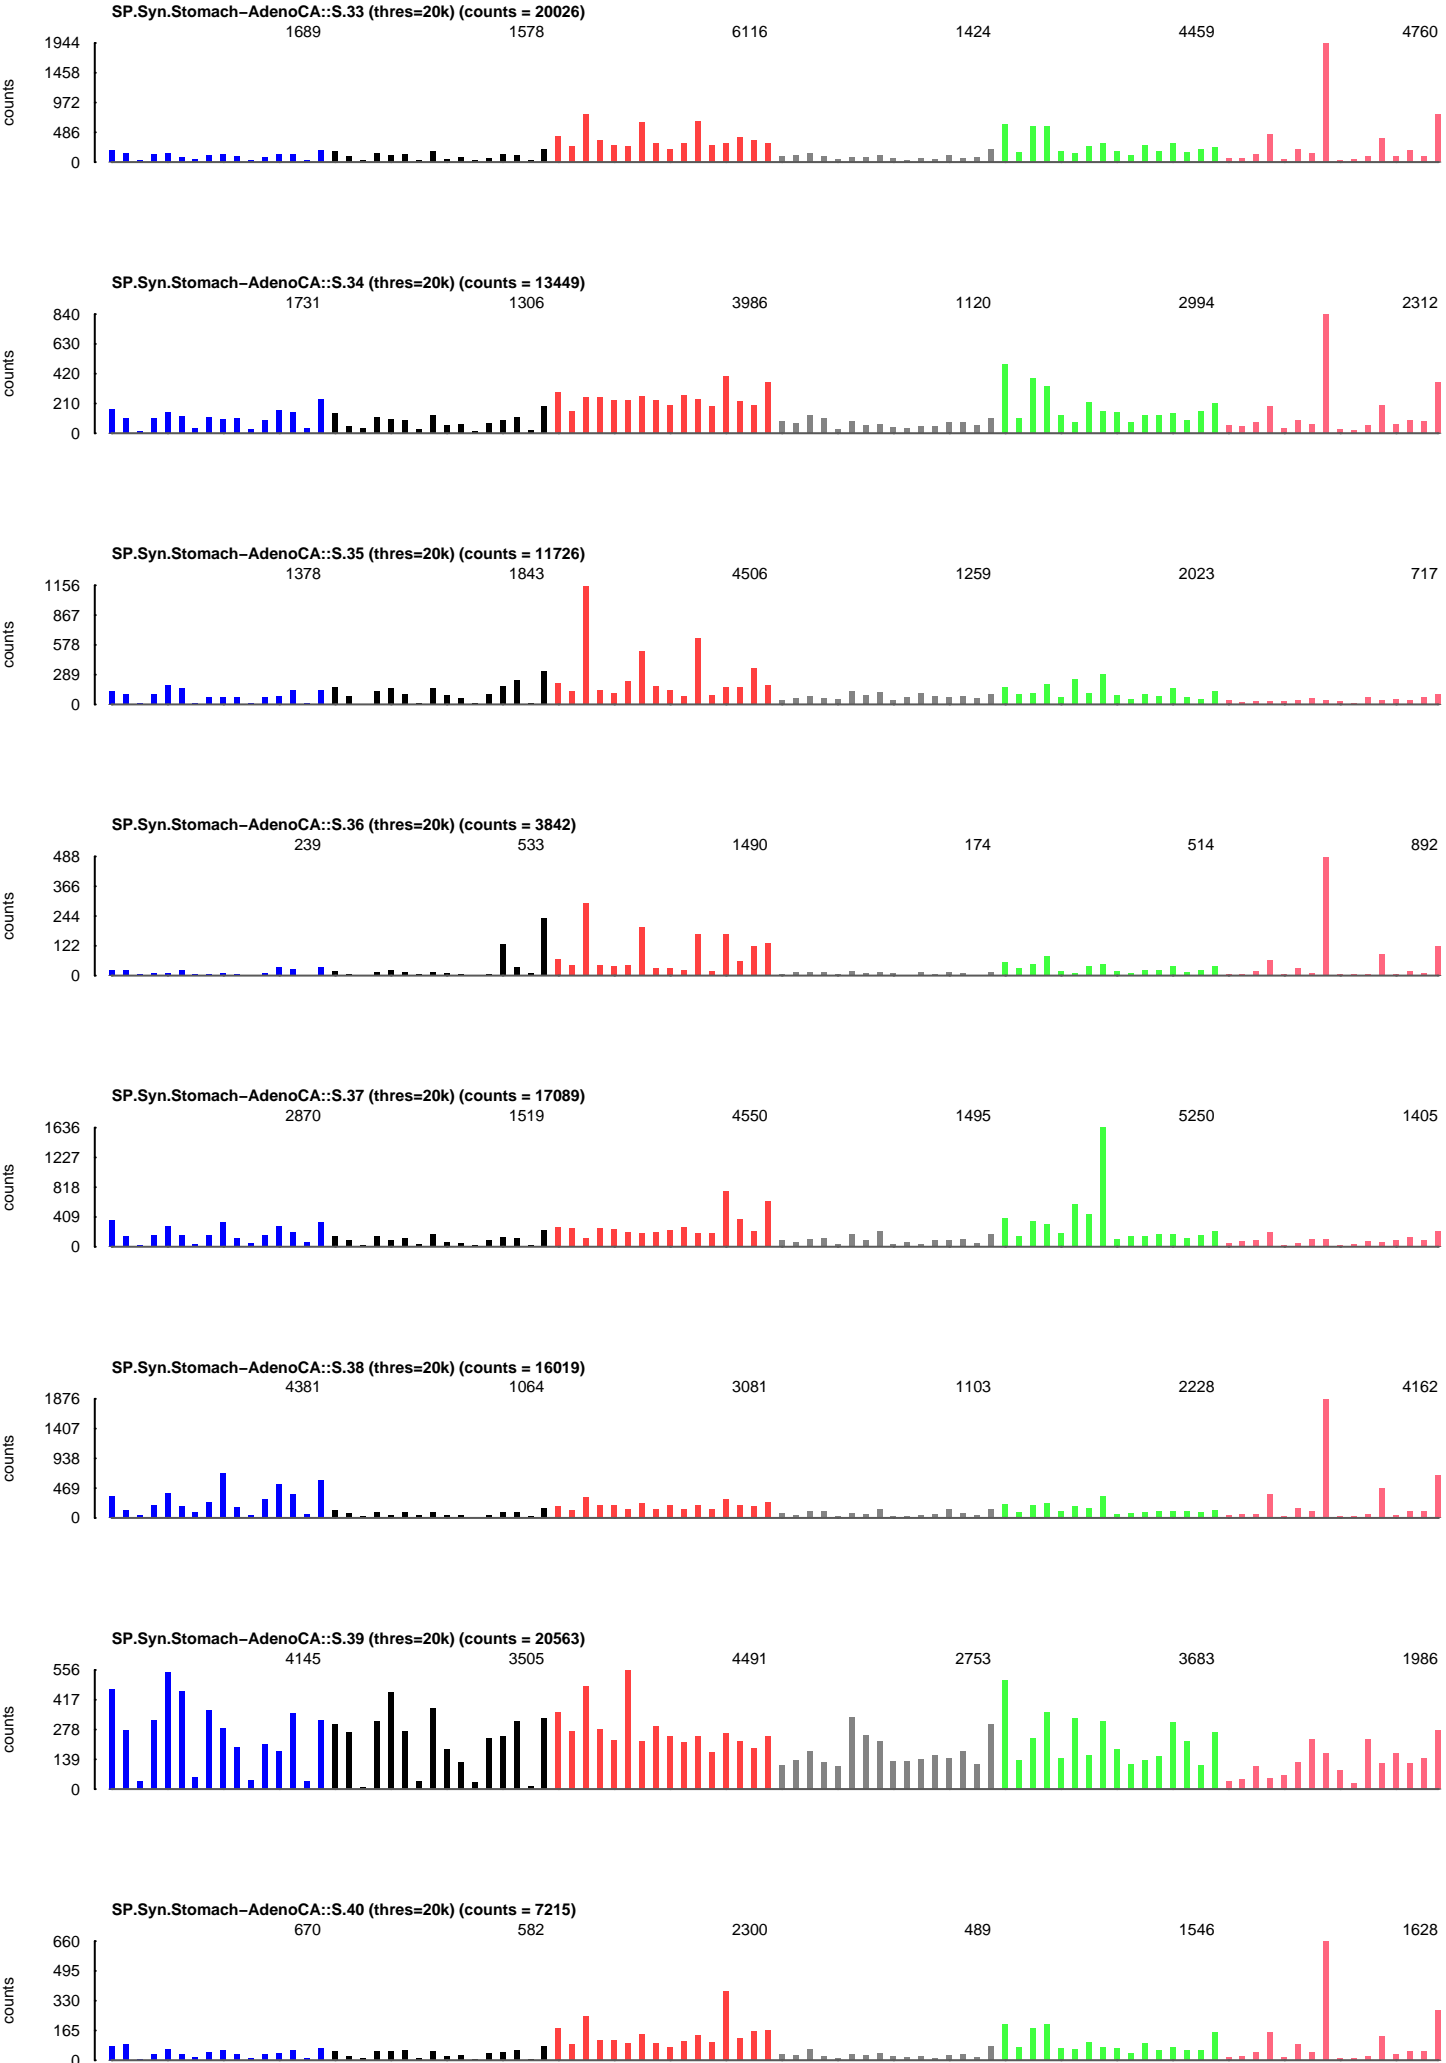 SP.Syn.Stomach−AdenoCA::S.33 (thres=20k) (counts = 20026)
1689 1578 6116 1424 4459 4760
1944
1458
972
486
0
counts
SP.Syn.Stomach−AdenoCA::S.34 (thres=20k) (counts = 13449)
1731 1306 3986 1120 2994 2312
840
630
420
210
0
counts
SP.Syn.Stomach−AdenoCA::S.35 (thres=20k) (counts = 11726)
1378 1843 4506 1259 2023 717
1156
867
578
289
0
counts
SP.Syn.Stomach−AdenoCA::S.36 (thres=20k) (counts = 3842)
239 533 1490 174 514 892
488
366
244
122
0
counts
SP.Syn.Stomach−AdenoCA::S.37 (thres=20k) (counts = 17089)
2870 1519 4550 1495 5250 1405
1636
1227
818
409
0
counts
SP.Syn.Stomach−AdenoCA::S.38 (thres=20k) (counts = 16019)
4381 1064 3081 1103 2228 4162
1876
1407
938
469
0
counts
SP.Syn.Stomach−AdenoCA::S.39 (thres=20k) (counts = 20563)
4145 3505 4491 2753 3683 1986
556
417
278
139
0
counts
SP.Syn.Stomach−AdenoCA::S.40 (thres=20k) (counts = 7215)
670 582 2300 489 1546 1628
660
495
330
165
0
counts